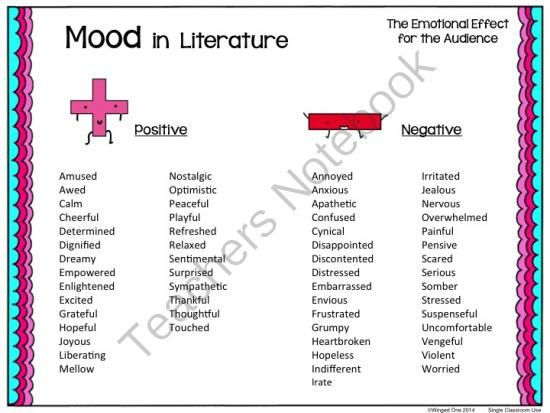 Mood in Literature
The Emotional Effect
for the Audience
Positive
Amused
Awed
Calm
Cheerful
Determined
Dignified
Dreamy
Empowered
Enlightened
Excited
Grateful
Hopeful
Joyous
Liberating
Mellow
Nostalgic
Optimistic
Peaceful
Playful
Refreshed
Relaxed
Sentimental
Surprised
Sympathetic
Thankful
Thoughtful
Touched
Negative
Annoyed
Anxious
Apathetic
Confused
Cynical
Disappointed
Discontented
Distressed
Embarrassed
Envious
Frustrated
Grumpy
Heartbroken
Hopeless
Indifferent
Irate
Irritated
Jealous
Nervous
Overwhelmed
Painful
Pensive
Scared
Serious
Somber
Stressed
Suspenseful
Uncomfortable
Vengeful
Violent
Worried
Teachers Notebook
©Winged One 2014 Single Classroom Use